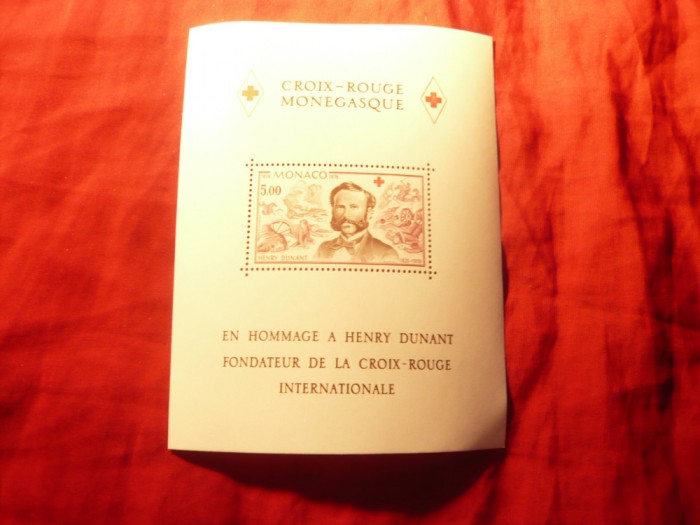 CROIX-ROUGE
MONEGASQUE
MONACO
5,00
HENRY DUNANT
EN HOMMAGE A HENRY DUNANT
FONDATEUR DE LA CROIX-ROUGE
INTERNATIONALE